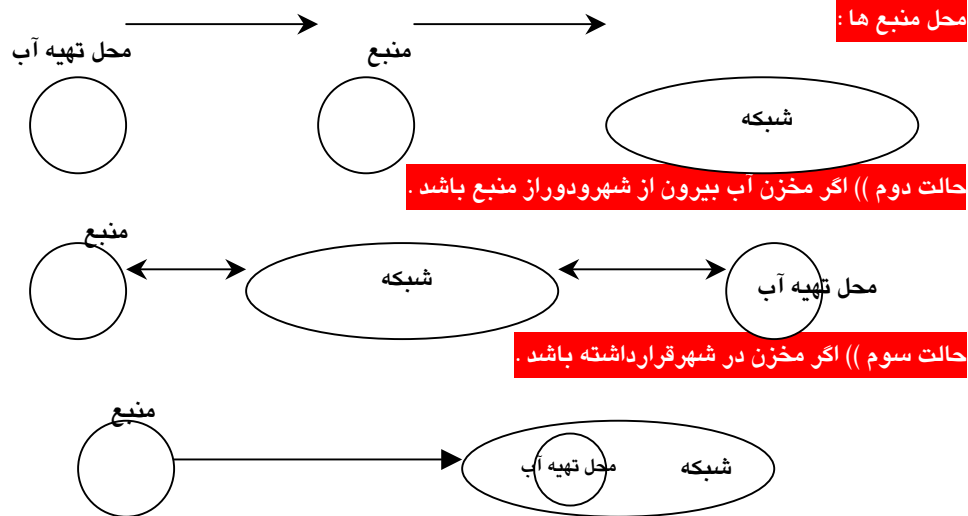 محل منبع ها :
محل تهیه آب
منبع
شبکه
حالت دوم )) اگر مخزن آب بیرون از شهرودوراز منبع باشد .
منبع
شبکه
محل تهیه آب
حالت سوم )) اگر مخزن در شهرقرارداشته باشد .
منبع
محل تهیه آب
شبکه